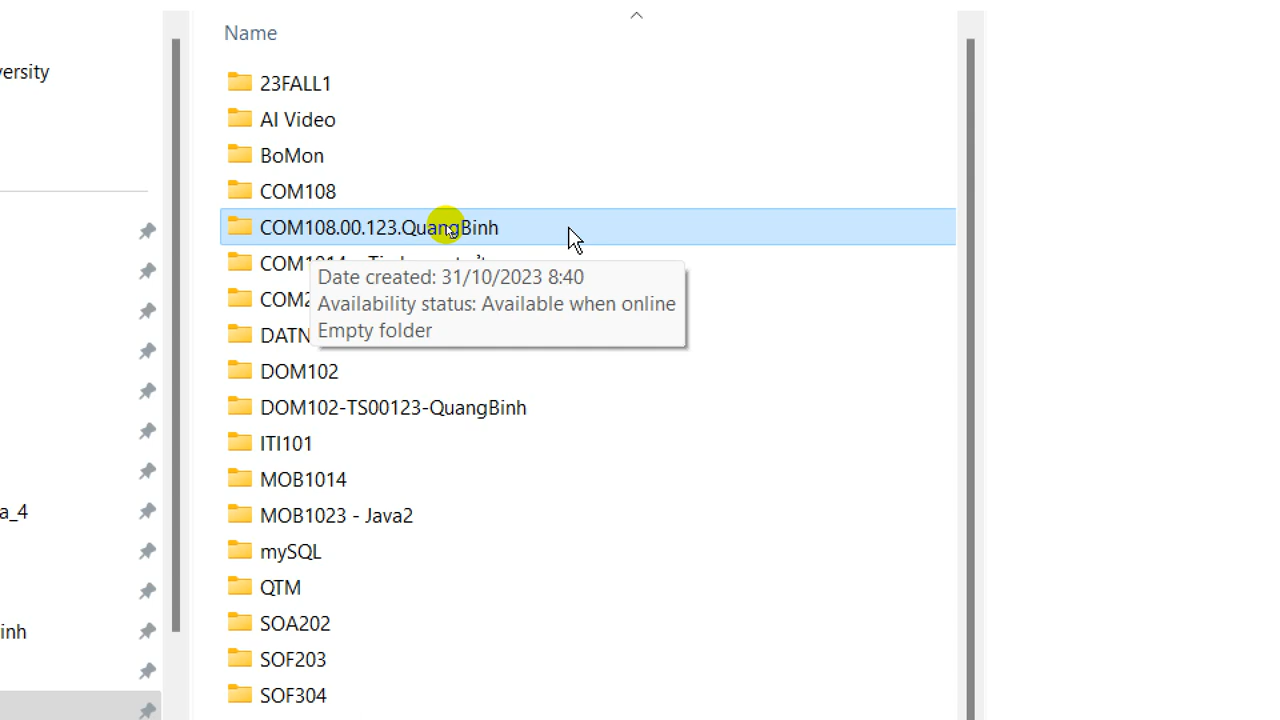 versity
a_4
inh
Name
23FALL1
AI Video
BoMon
COM108
COM108.00.123.QuangBinh
Date created: 31/10/2023 8:40
Availability status: Available when online
Empty folder
DATN
DOM102
DOM102-TS00123-QuangBinh
ITI101
MOB1014
MOB1023 - Java2
mySQL
QTM
SOA202
SOF203
SOF304